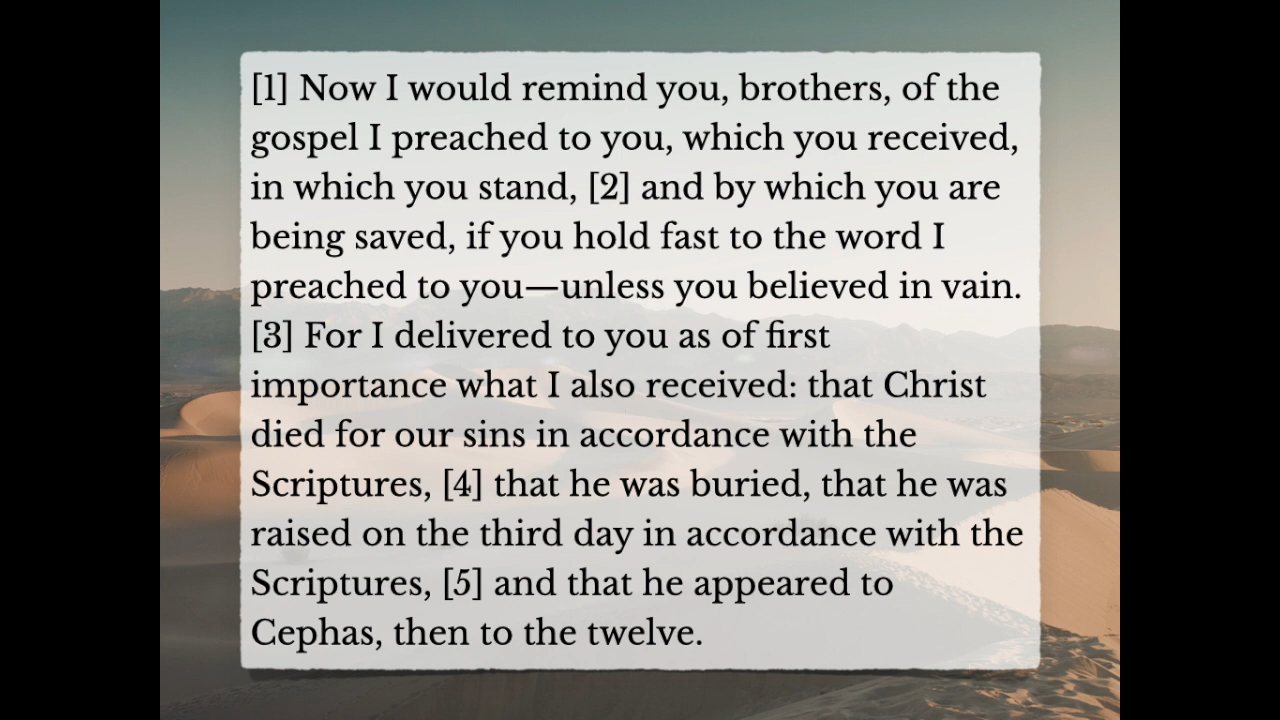 [1] Now I would remind you, brothers, of the
gospel I preached to you, which you received,
in which you stand, [2] and by which you are
being saved, if you hold fast to the word I
preached to you—unless you believed in vain.
[3] For I delivered to you as of first
importance what I also received: that Christ
died for our sins in accordance with the
Scriptures, [4] that he was buried, that he was
raised on the third day in accordance with the
Scriptures, [5] and that he appeared to
Cephas, then to the twelve.